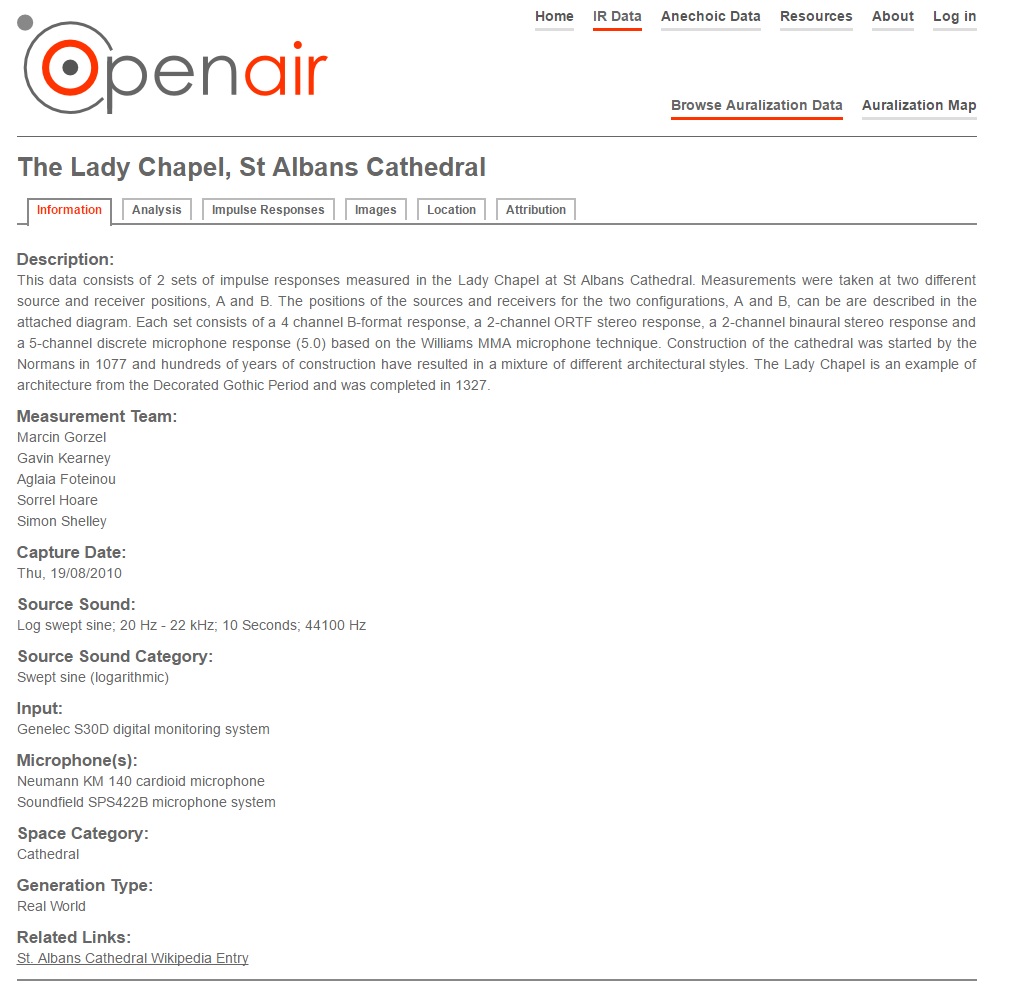 Openair
Home IR Data Anechoic Data Resources About Log in
Browse Auralization Data Auralization Map
The Lady Chapel, St Albans Cathedral
Information Analysis Impulse Responses Images Location Attribution
Description:
This data consists of 2 sets of impulse responses measured in the Lady Chapel at St Albans Cathedral. Measurements were taken at two different
source and receiver positions, A and B. The positions of the sources and receivers for the two configurations, A and B, can be are described in the
attached diagram. Each set consists of a 4 channel B-format response, a 2-channel ORTF stereo response, a 2-channel binaural stereo response and
a 5-channel discrete microphone response (5.0) based on the Williams MMA microphone technique. Construction of the cathedral was started by the
Normans in 1077 and hundreds of years of construction have resulted in a mixture of different architectural styles. The Lady Chapel is an example of
architecture from the Decorated Gothic Period and was completed in 1327.
Measurement Team:
Marcin Gorzel
Gavin Kearney
Aglaia Foteinou
Sorrel Hoare
Simon Shelley
Capture Date:
Thu, 19/08/2010
Source Sound:
Log swept sine; 20 Hz - 22 kHz; 10 Seconds; 44100 Hz
Source Sound Category:
Swept sine (logarithmic)
Input:
Genelec S30D digital monitoring system
Microphone(s):
Neumann KM 140 cardioid microphone
Soundfield SPS422B microphone system
Space Category:
Cathedral
Generation Type:
Real World
Related Links:
St. Albans Cathedral Wikipedia Entry